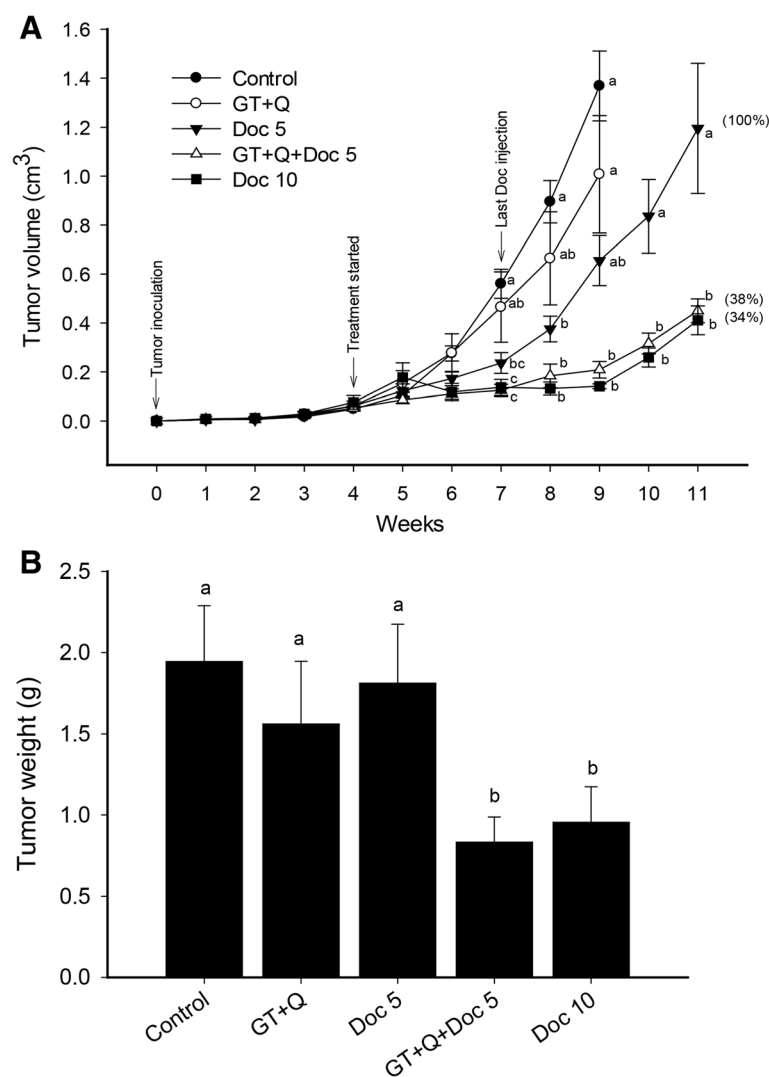 A
Tumor volume (cm3)
1.6
1.4
1.2
1.0
0.8
0.6
0.4
0.2
0.0
Control
GT+Q
Doc 5
GT+Q+Doc 5
Doc 10
Tumor inoculation
Treatment started
Last Doc injection
a
a
a
a
ab
ab
a
(100%)
a
ab
b
bc
c
c
b
b
b
b
b
b
b
b
(38%)
(34%)
0 1 2 3 4 5 6 7 8 9 10 11
Weeks
B
Tumor weight (g)
2.5
2.0
1.5
1.0
0.5
0.0
a
a
a
b
b
Control
GT+Q
Doc 5
GT+Q+Doc 5
Doc 10